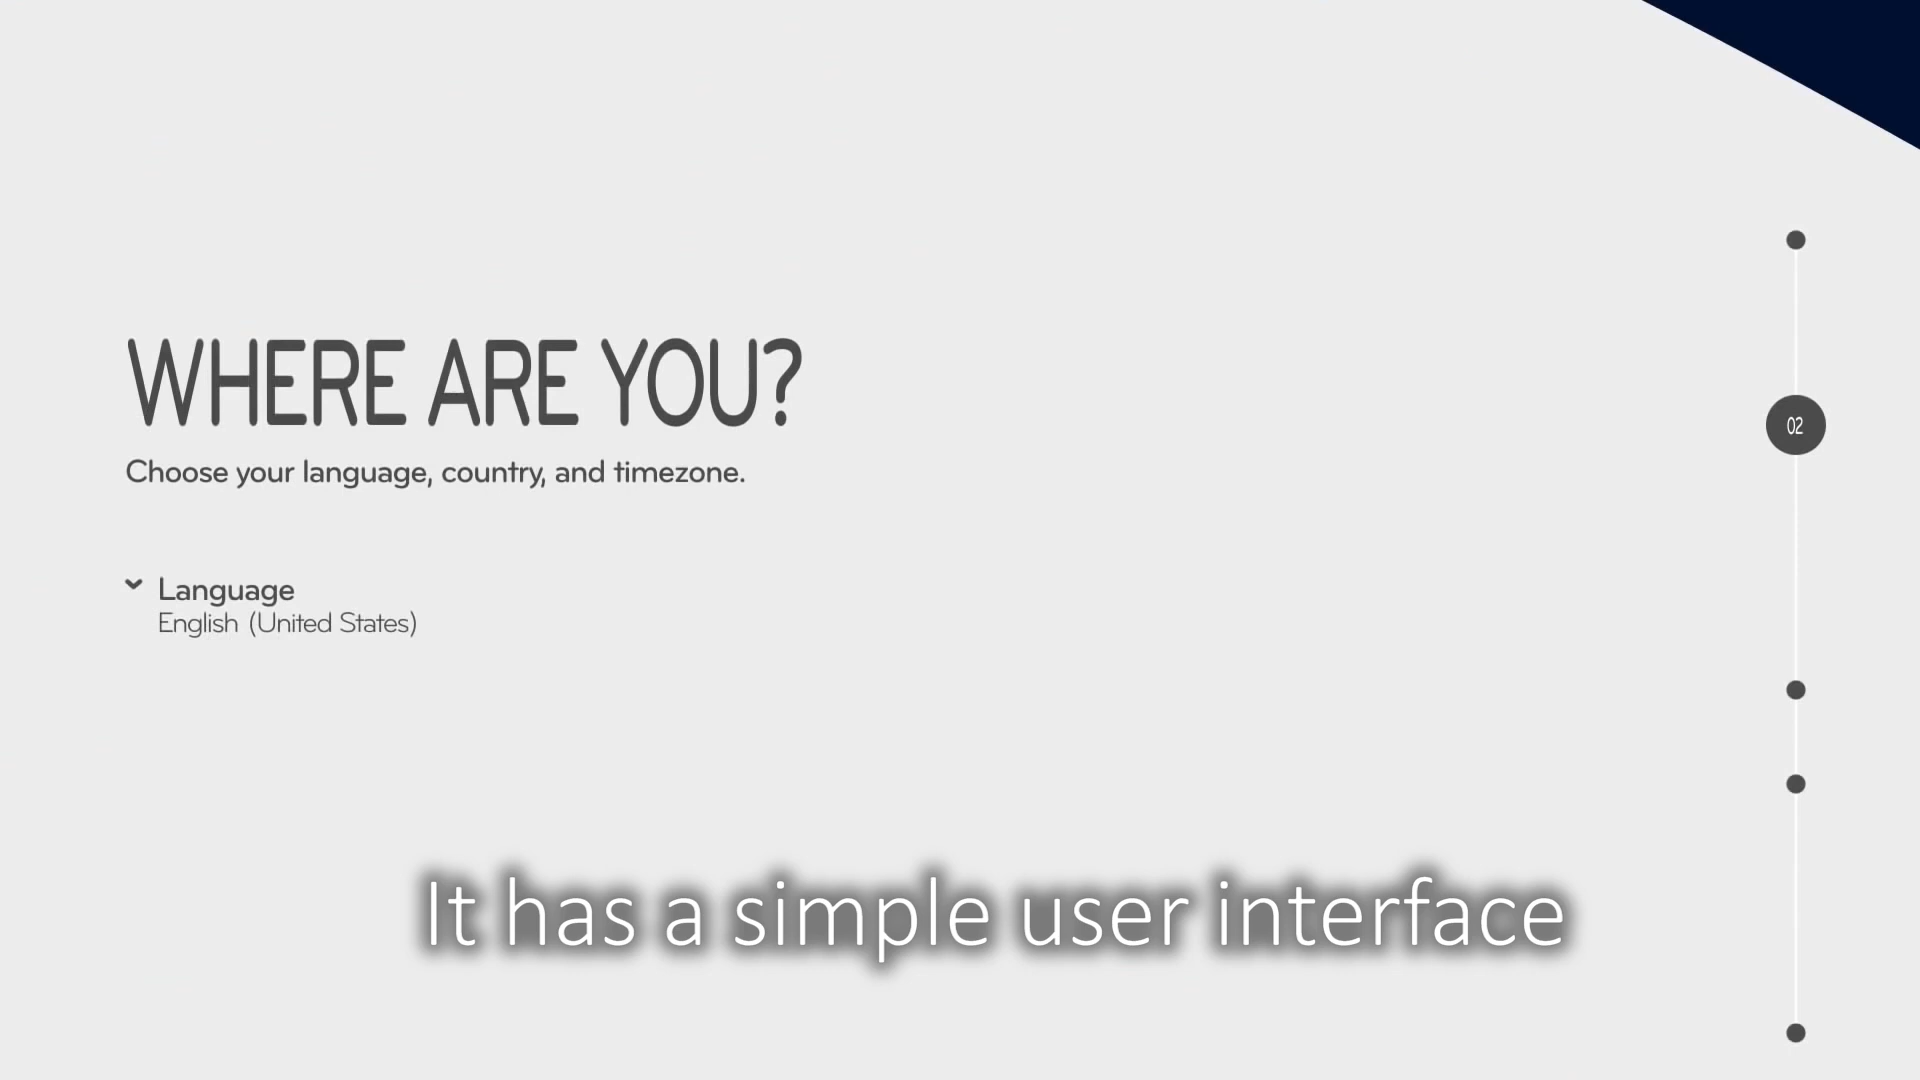 WHERE ARE YOU?
Choose your language, country, and timezone.
Language
English (United States)
02
It has a simple user interface